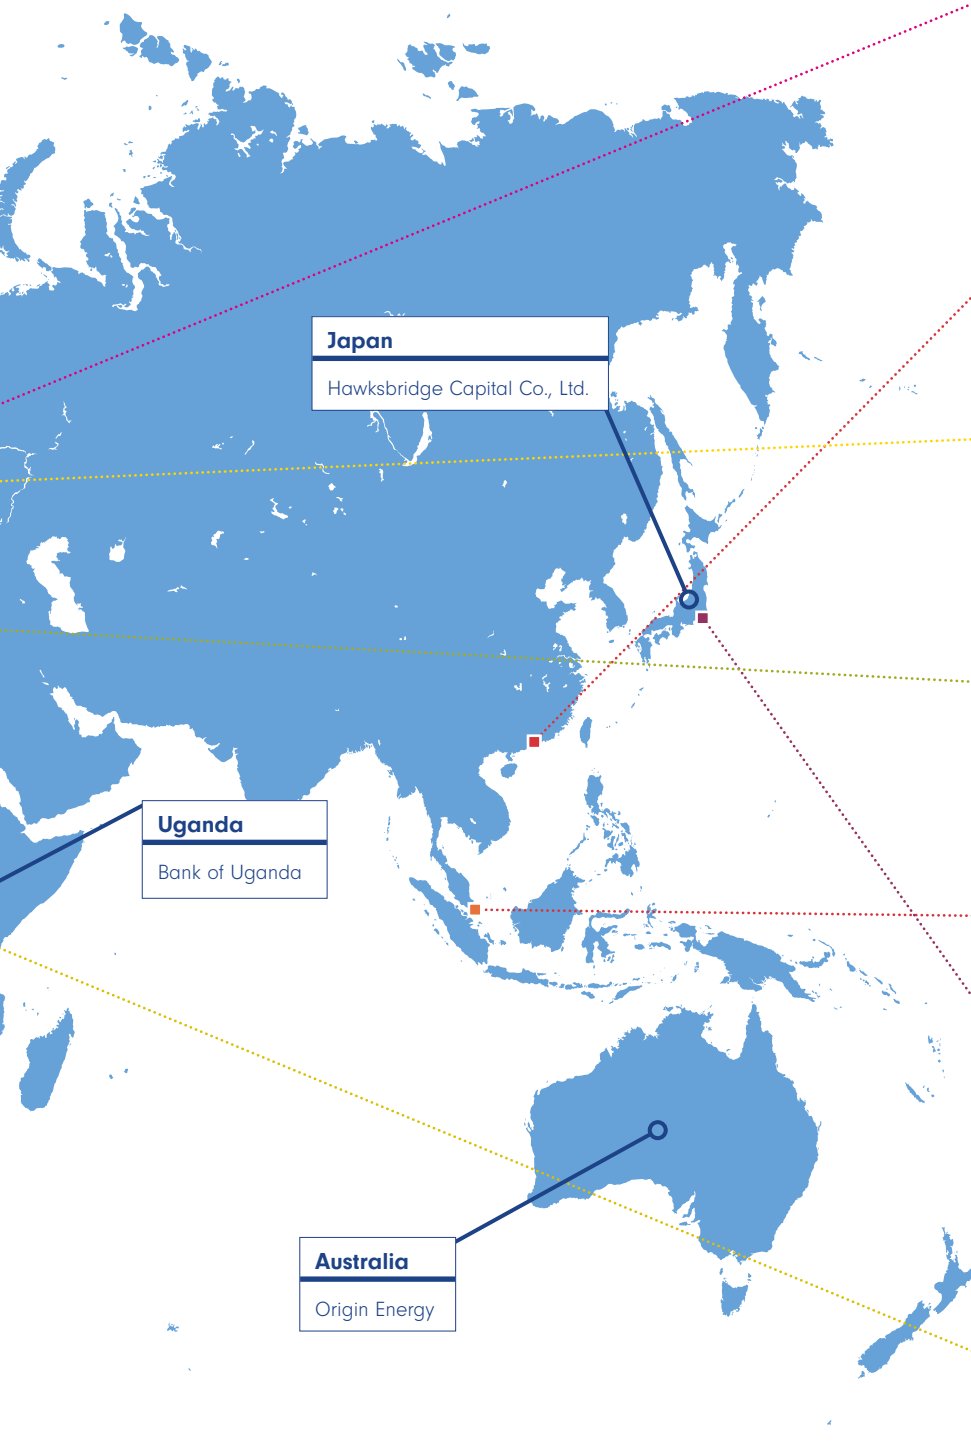 Japan
Hawksbridge Capital Co., Ltd.
Uganda
Bank of Uganda
Australia
Origin Energy